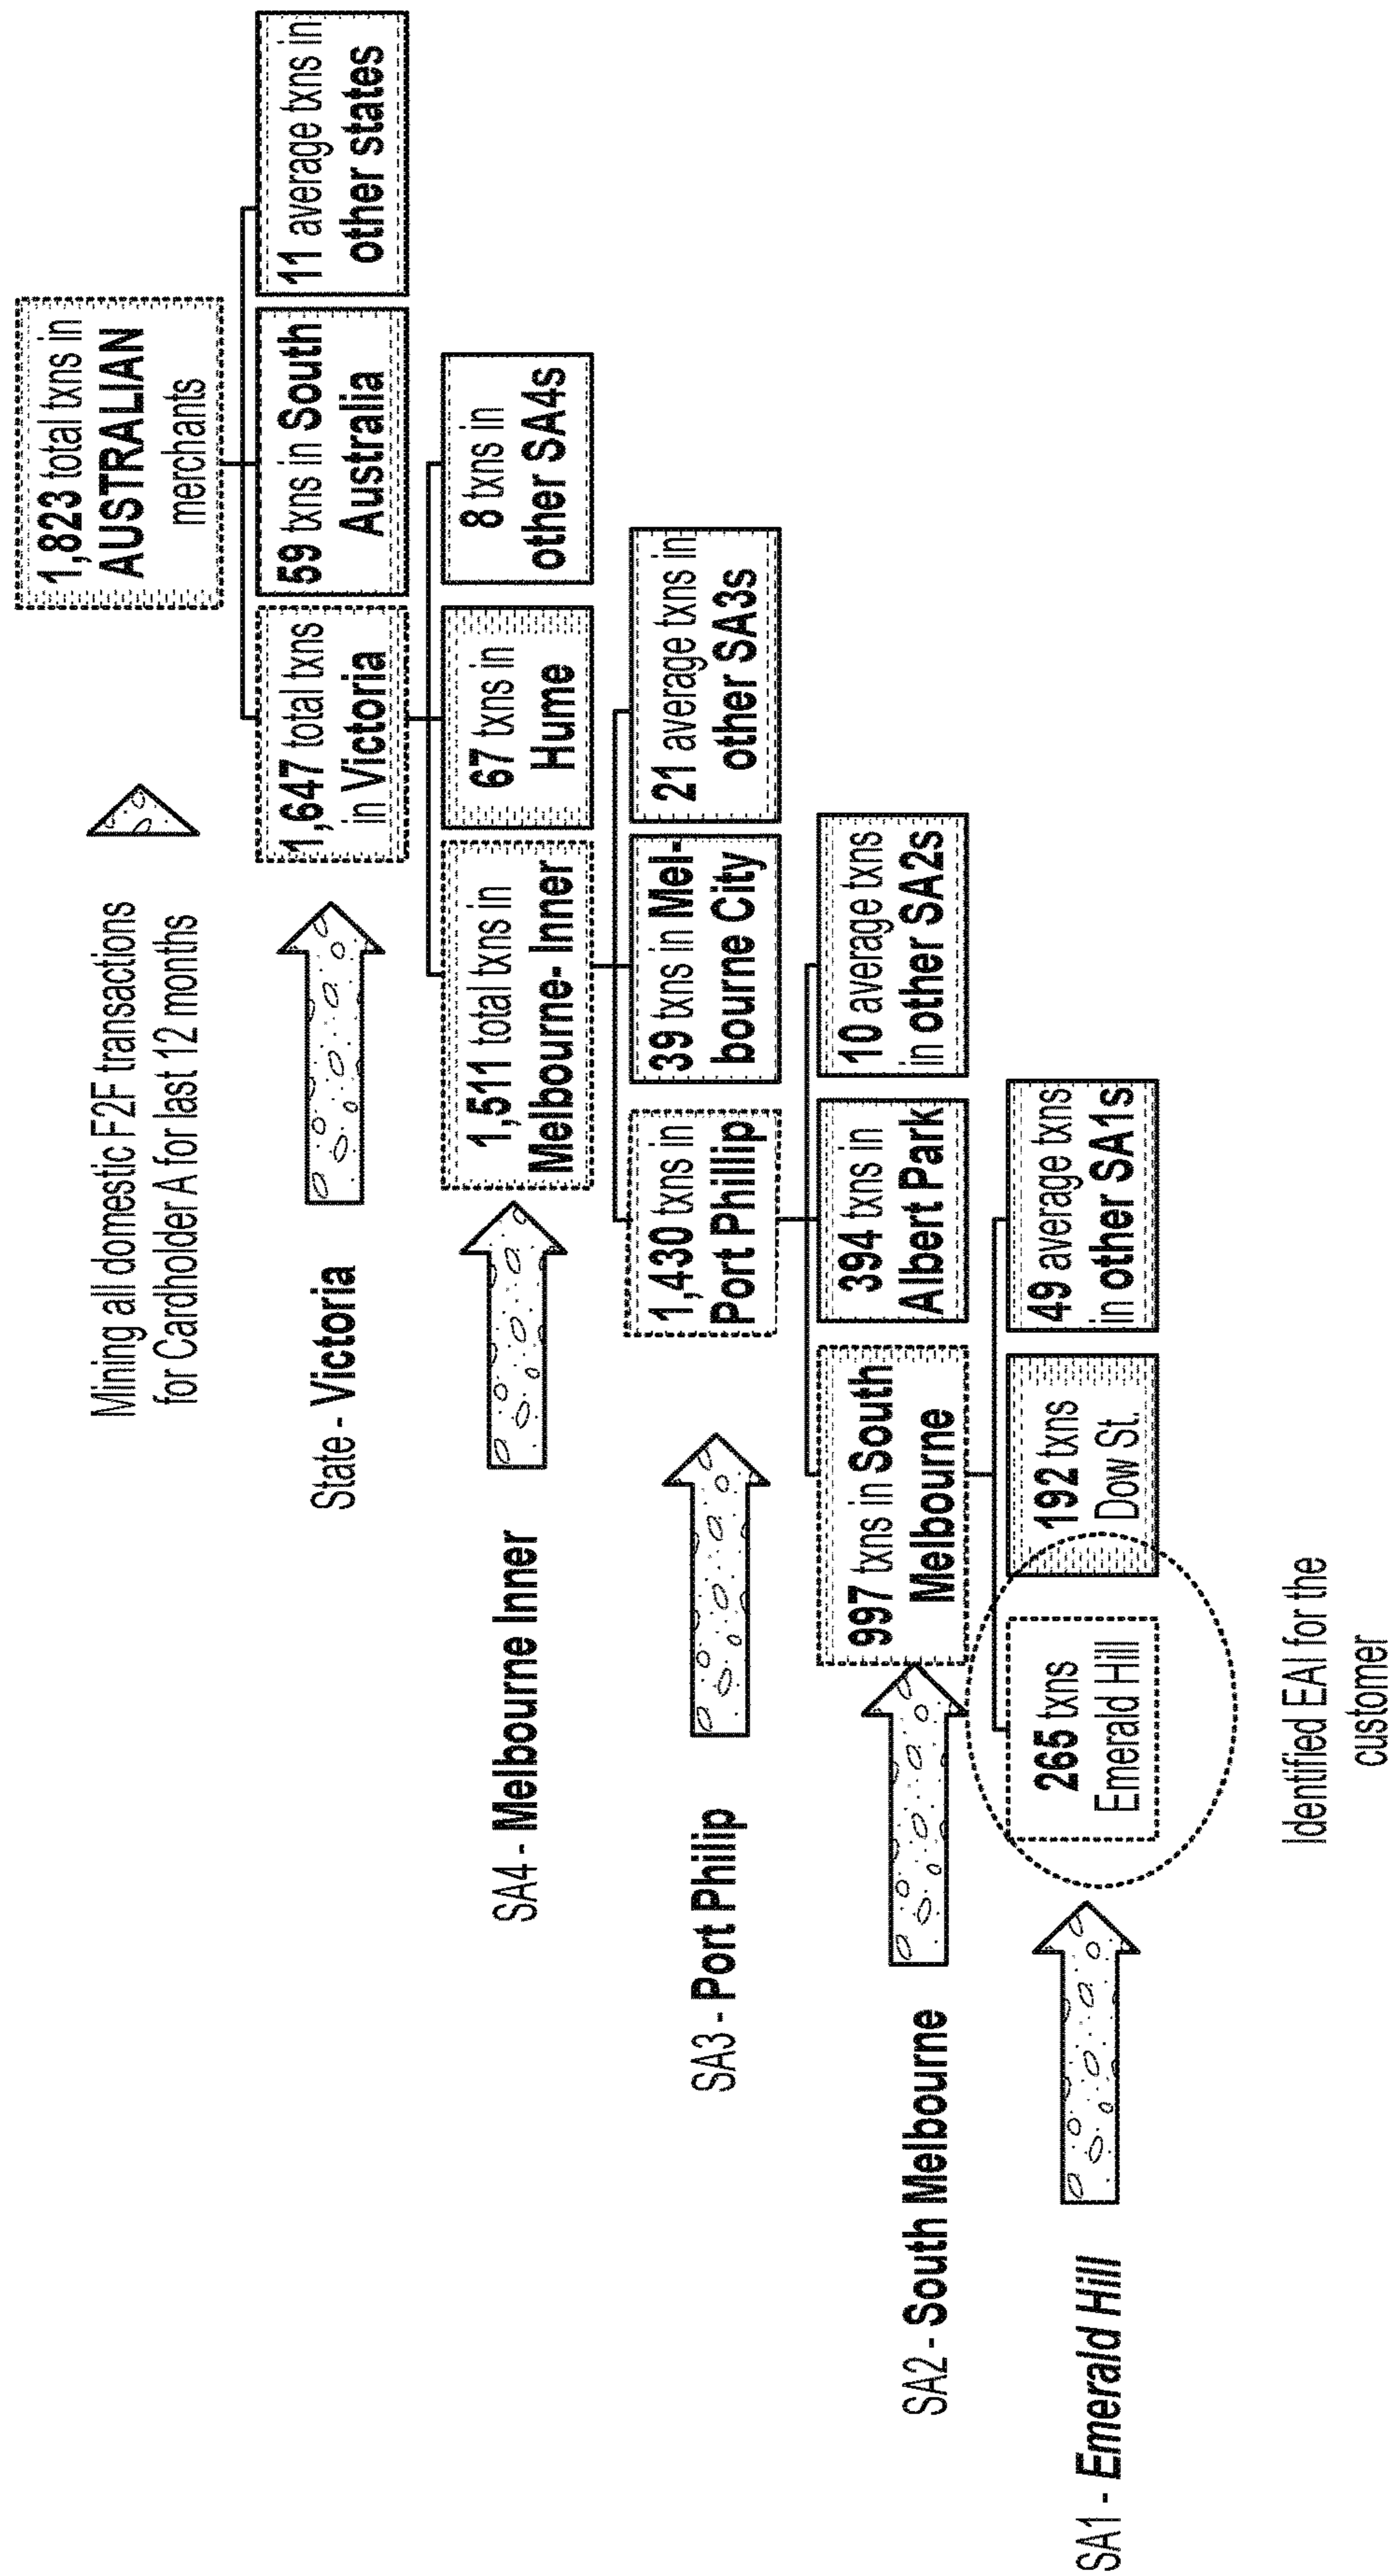 1,823 total txns in
AUSTRALIAN
merchants
Mining all domestic F2F transactions
for Cardholder A for last 12 months
State - Victoria
1,647 total txns
in Victoria
59 txns in South
Australia
11 average txns in
other states
SA4 - Melbourne Inner
1,511 total txns in
Melbourne- Inner
67 txns in
Hume
8 txns in
other SA4s
SA3 - Port Philip
1,430 txns in
Port Phillip
39 txns in Mel-
bourne City
21 average txns in
other SA3s
SA2 - South Melbourne
997 txns in South
Melbourne
394 txns in
Albert Park
10 average txns
in other SA2s
SA1 - Emerald Hill
265 txns
Emerald Hill
192 txns
Dow St.
49 average txns
in other SA1s
Identified EAI for the
customer